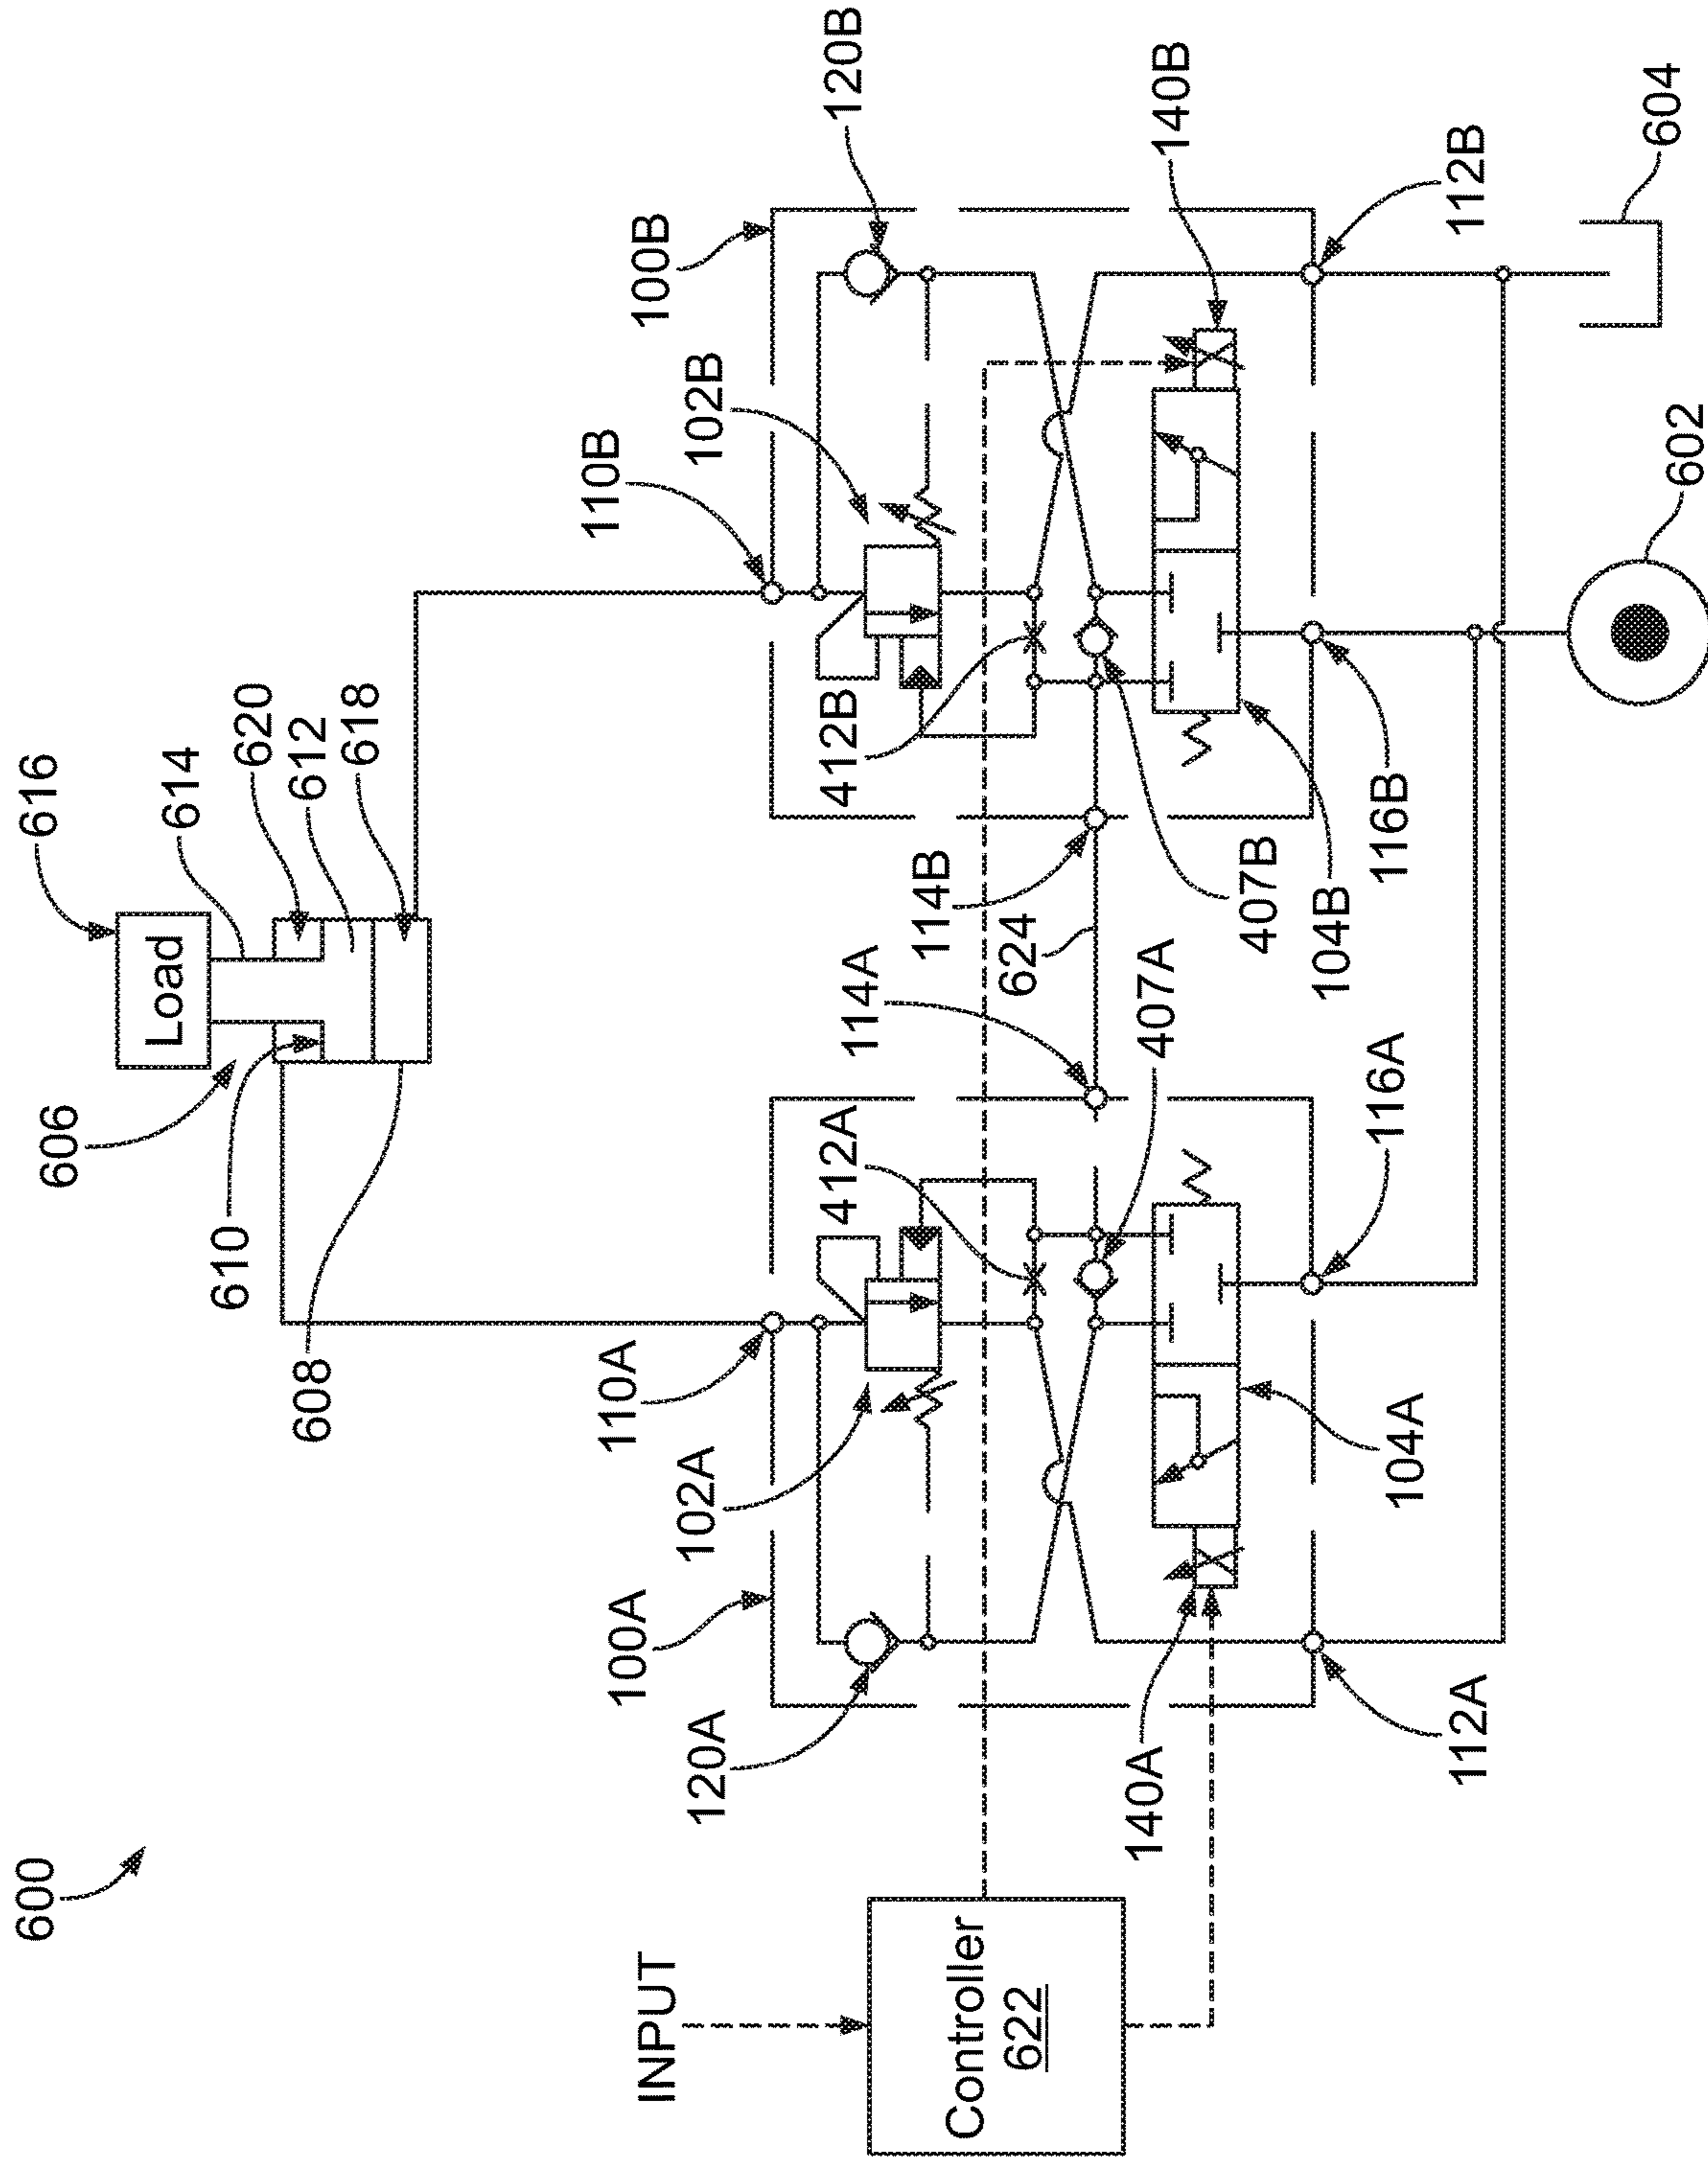 600
INPUT
Controller
622
606
616
Load
614
620
612
618
610
608
110A
110B
100A
102A
120A
412A
114A
624
407A
140A
104A
112A
116A
100B
102B
120B
412B
114B
407B
140B
104B
116B
112B
602
604